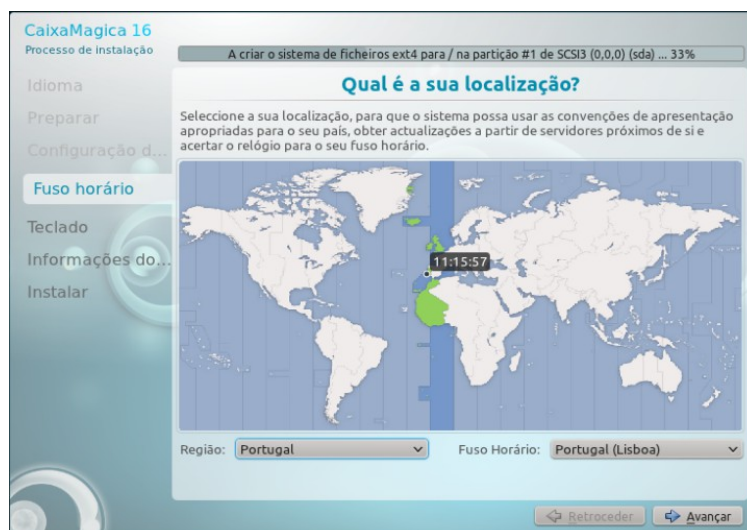 CaixaMagica 16
Processo de instalação
A criar o sistema de ficheiros ext4 para / na partição #1 de SCSI3 (0,0,0) (sda) ... 33%
Idioma
Preparar
Configuração d...
Fuso horário
Teclado
Informações do...
Instalar
Qual é a sua localização?
Seleccione a sua localização, para que o sistema possa usar as convenções de apresentação
apropriadas para o seu país, obter actualizações a partir de servidores próximos de si e
acertar o relógio para o seu fuso horário.
11:15:57
Região: Portugal Fuso Horário: Portugal (Lisboa)
Retroceder Avançar